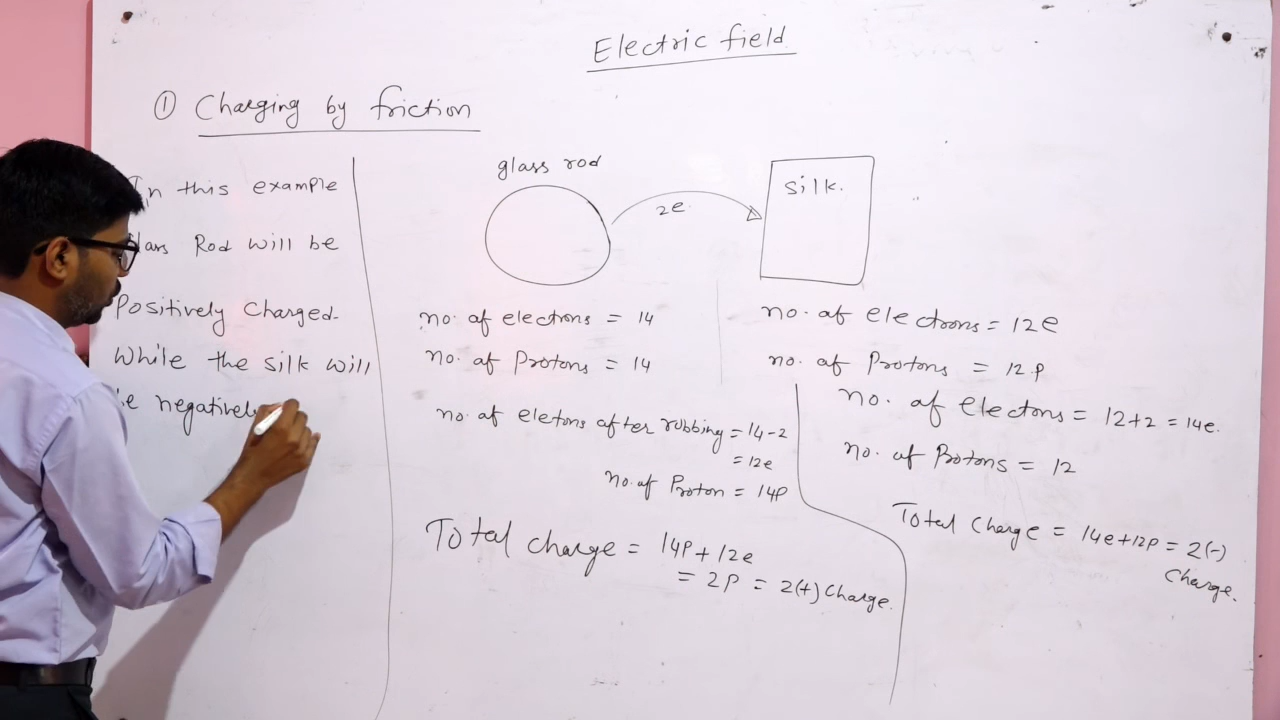 Electric field
① Charging by friction
In this example
Rod will be
Positively Charged.
While the silk will
negatively
glass rod
2e
silk.
no. of electrons = 14
no. of Protons = 14
no. of eletons after rubbing = 14-2
= 12e
no. of Proton = 14P
Total charge = 14P + 12e
= 2P = 2(+) Charge.
no. of electrons = 12e
no. of Protons = 12P
no. of electons = 12+2 = 14e.
no. of Protons = 12
Total Charge = 14e+12P = 2(-)
Charge.